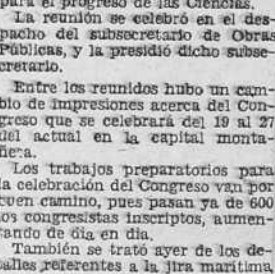 para el progreso de las Ciencias.
La reunión se celebró en el des-
pacho del subsecretario de Obras
Públicas, y la presidió dicho subse-
cretario.
Entre los reunidos hubo un cam-
bio de impresiones acerca del Con-
greso que se celebrará del 19 al 27
del actual en la capital monta-
ñesa.
Los trabajos preparatorios para
la celebración del Congreso van por
buen camino, pues pasan ya de 600
los congresistas inscriptos, aumen-
tando de día en día.
También se trató ayer de los de-
talles referentes a la jira marítima